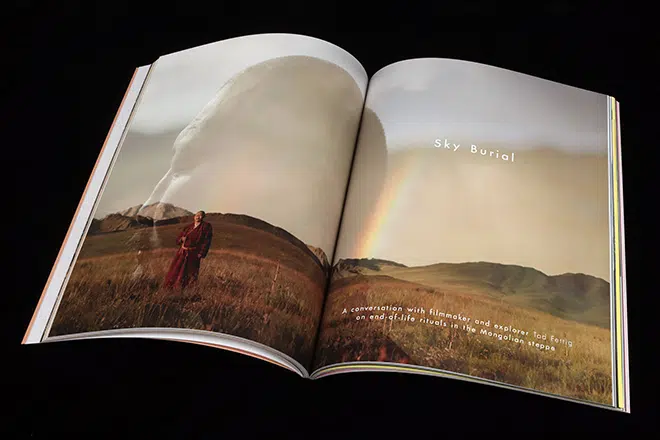 Sky Burial
A conversation with filmmaker and explorer Tad Fettig
on end-of-life rituals in the Mongolian steppe